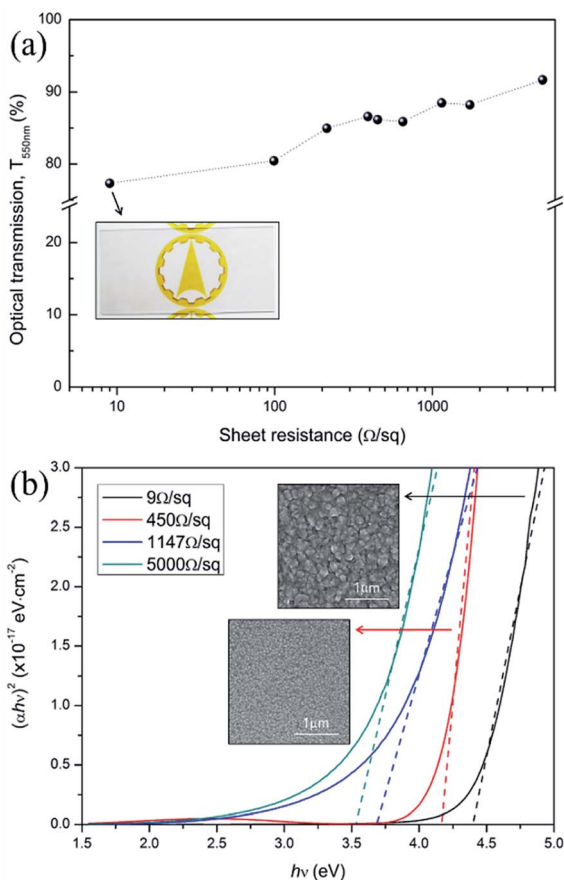 (a)
100
90
80
20
10
0
Optical transmission, T550nm (%)
10
100
1000
Sheet resistance (Ω/sq)
(b)
3.0
2.5
2.0
1.5
1.0
0.5
0.0
(αhν)² (x10⁻¹⁷ eV·cm⁻²)
9Ω/sq
450Ω/sq
1147Ω/sq
5000Ω/sq
1μm
1μm
1.5 2.0 2.5 3.0 3.5 4.0 4.5 5.0
hν (eV)